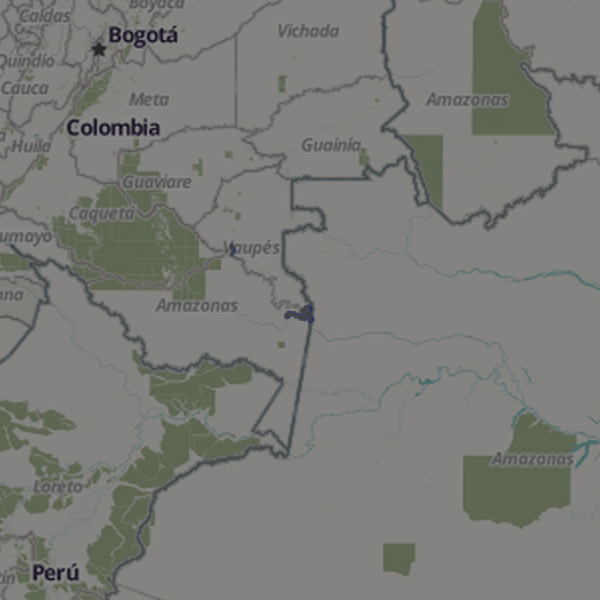 Boyacá
Caldas
Bogotá
Vichada
Quindío
Cauca
Meta
Amazonas
Colombia
Huila
Guainía
Guaviare
Caquetá
umayo
Vaupés
ana
Amazonas
Amazonas
Loreto
Perú